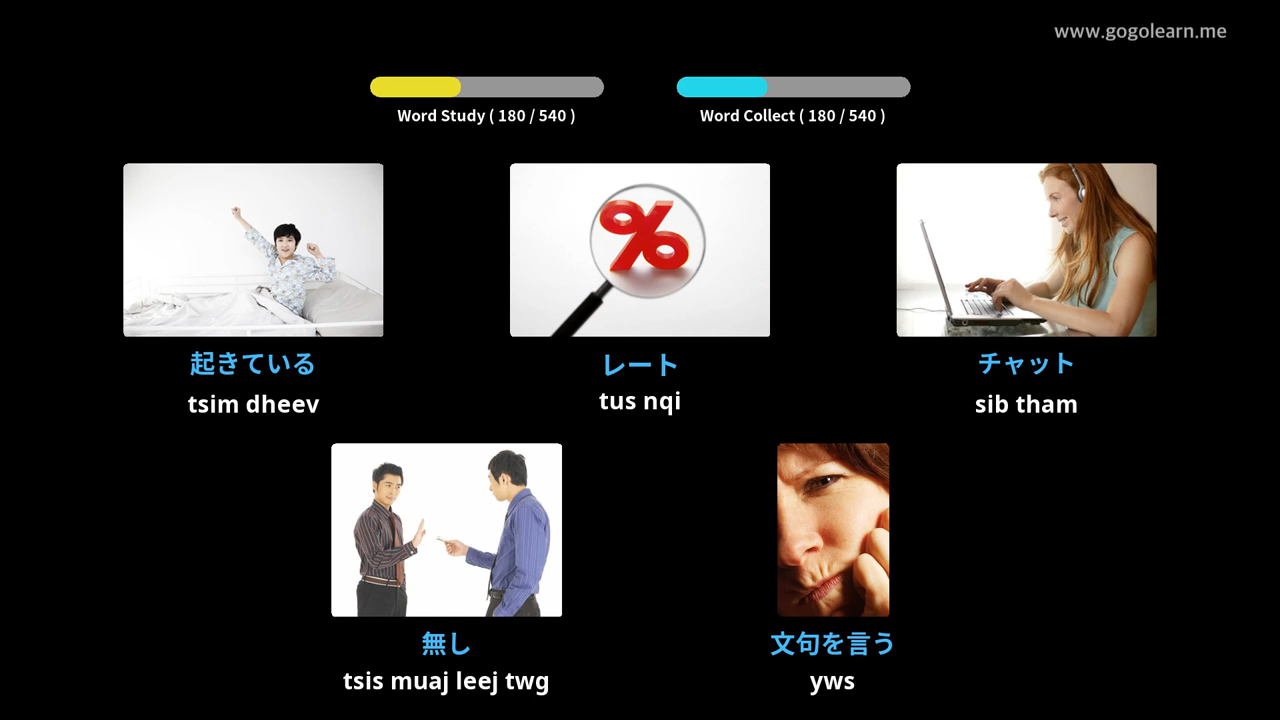 www.gogolearn.me
Word Study ( 180 / 540 )
Word Collect ( 180 / 540 )
起きている
tsim dheev
レート
tus nqi
チャット
sib tham
無し
tsis muaj leej twg
文句を言う
yws